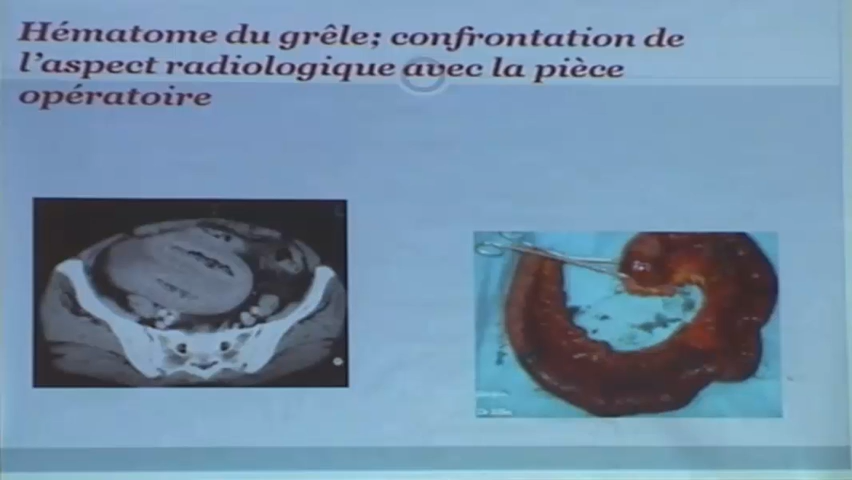 Hématome du grêle; confrontation de
l'aspect radiologique avec la pièce
opératoire